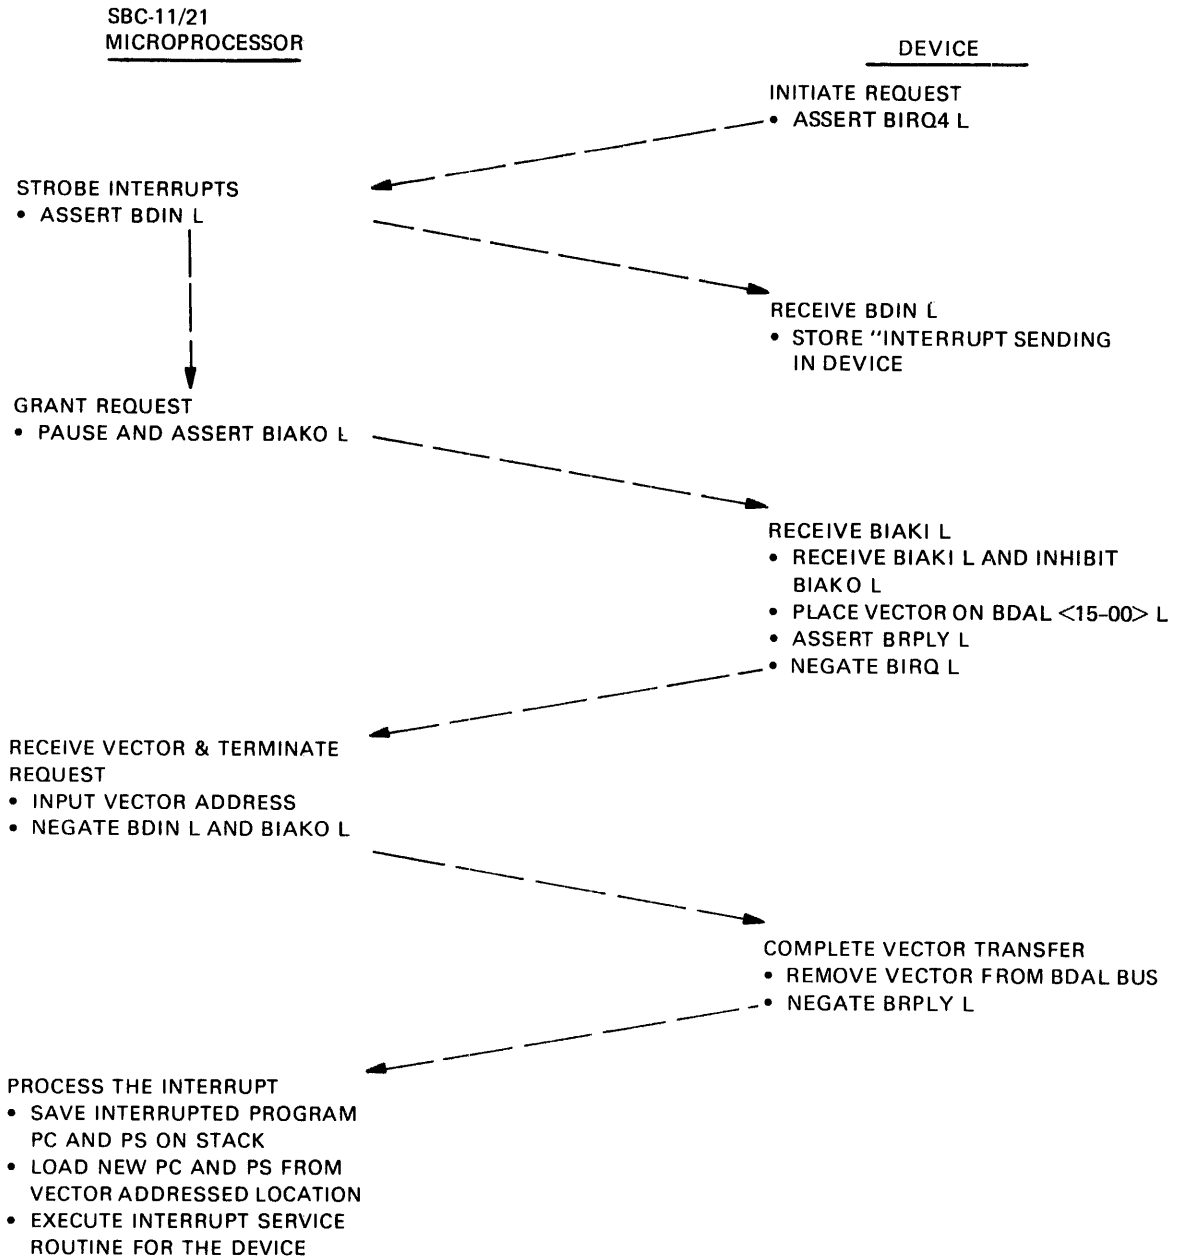 SBC-11/21
MICROPROCESSOR
DEVICE
INITIATE REQUEST
• ASSERT BIRQ4 L
STROBE INTERRUPTS
• ASSERT BDIN L
RECEIVE BDIN L
• STORE "INTERRUPT SENDING
IN DEVICE
GRANT REQUEST
• PAUSE AND ASSERT BIAKO L
RECEIVE BIAKI L
• RECEIVE BIAKI L AND INHIBIT
BIAKO L
• PLACE VECTOR ON BDAL <15-00> L
• ASSERT BRPLY L
• NEGATE BIRQ L
RECEIVE VECTOR & TERMINATE
REQUEST
• INPUT VECTOR ADDRESS
• NEGATE BDIN L AND BIAKO L
COMPLETE VECTOR TRANSFER
• REMOVE VECTOR FROM BDAL BUS
• NEGATE BRPLY L
PROCESS THE INTERRUPT
• SAVE INTERRUPTED PROGRAM
PC AND PS ON STACK
• LOAD NEW PC AND PS FROM
VECTOR ADDRESSED LOCATION
• EXECUTE INTERRUPT SERVICE
ROUTINE FOR THE DEVICE